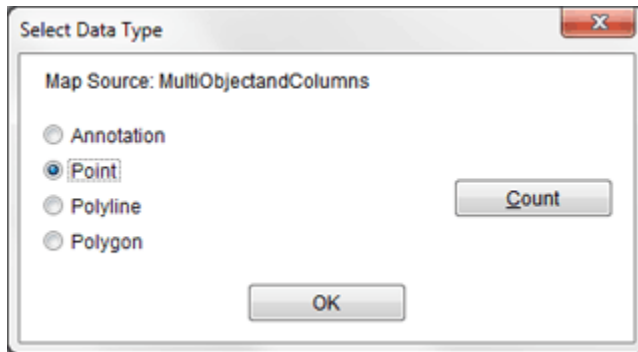 Select Data Type
Map Source: MultiObjectandColumns
Annotation
Point
Polyline
Count
Polygon
OK